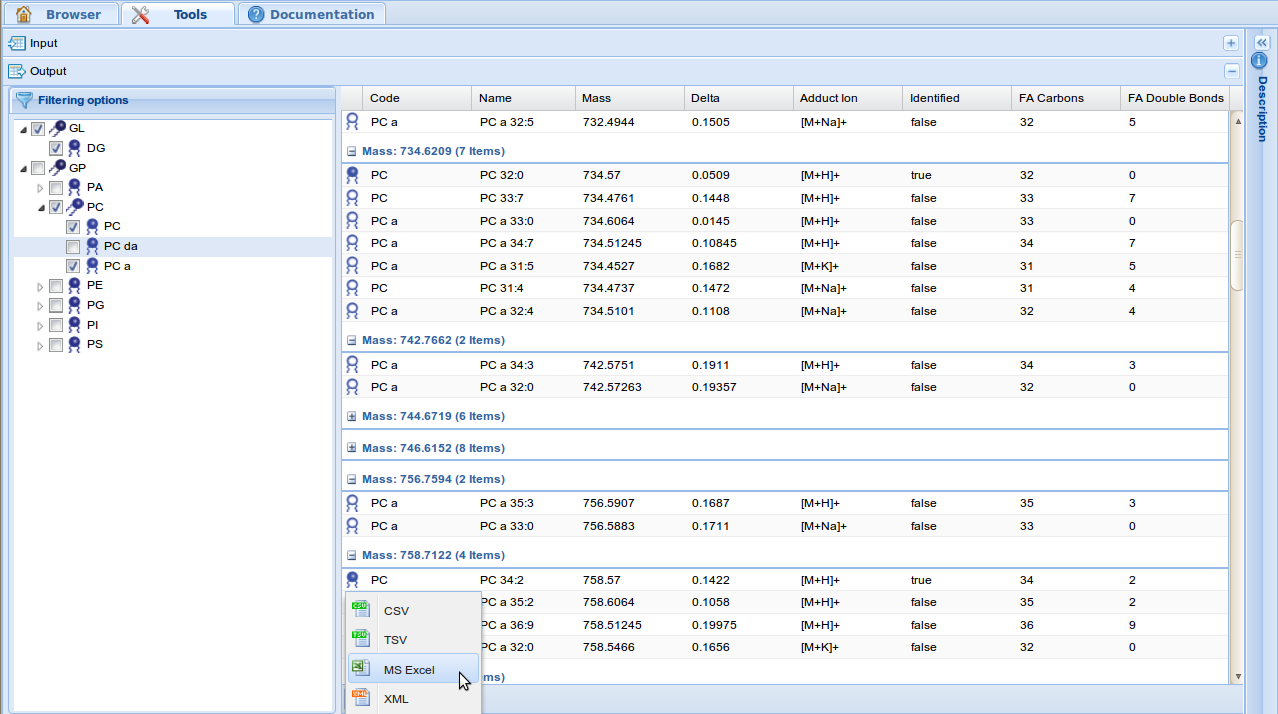 Browser Tools Documentation
Input
Output
Filtering options
GL
DG
GP
PA
PC
PC
PC da
PC a
PE
PG
PI
PS
Code Name Mass Delta Adduct Ion Identified FA Carbons FA Double Bonds
PC a PC a 32:5 732.4944 0.1505 [M+Na]+ false 32 5
Mass: 734.6209 (7 Items)
PC PC 32:0 734.57 0.0509 [M+H]+ true 32 0
PC PC 33:7 734.4761 0.1448 [M+H]+ false 33 7
PC a PC a 33:0 734.6064 0.0145 [M+H]+ false 33 0
PC a PC a 34:7 734.51245 0.10845 [M+H]+ false 34 7
PC a PC a 31:5 734.4527 0.1682 [M+K]+ false 31 5
PC PC 31:4 734.4737 0.1472 [M+Na]+ false 31 4
PC a PC a 32:4 734.5101 0.1108 [M+Na]+ false 32 4
Mass: 742.7662 (2 Items)
PC a PC a 34:3 742.5751 0.1911 [M+H]+ false 34 3
PC a PC a 32:0 742.57263 0.19357 [M+Na]+ false 32 0
Mass: 744.6719 (6 Items)
Mass: 746.6152 (8 Items)
Mass: 756.7594 (2 Items)
PC a PC a 35:3 756.5907 0.1687 [M+H]+ false 35 3
PC a PC a 33:0 756.5883 0.1711 [M+Na]+ false 33 0
Mass: 758.7122 (4 Items)
PC PC 34:2 758.57 0.1422 [M+H]+ true 34 2
PC a 35:2 758.6064 0.1058 [M+H]+ false 35 2
PC a 36:9 758.51245 0.19975 [M+H]+ false 36 9
PC a 32:0 758.5466 0.1656 [M+K]+ false 32 0
ms)
CSV
TSV
MS Excel
XML
Description